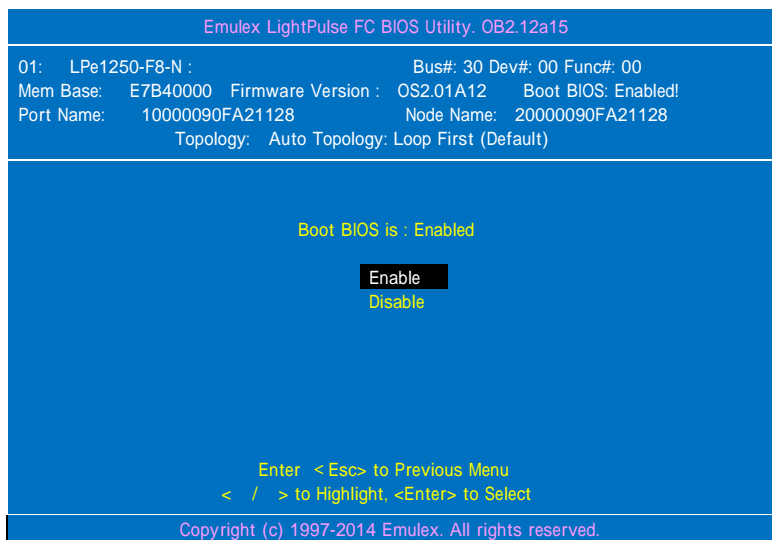 Emulex LightPulse FC BIOS Utility. OB2.12a15
01: LPe1250-F8-N : Bus#: 30 Dev#: 00 Func#: 00
Mem Base: E7B40000 Firmware Version : OS2.01A12 Boot BIOS: Enabled!
Port Name: 10000090FA21128 Node Name: 20000090FA21128
Topology: Auto Topology: Loop First (Default)
Boot BIOS is : Enabled
Enable
Disable
Enter <Esc> to Previous Menu
< / > to Highlight, <Enter> to Select
Copyright (c) 1997-2014 Emulex. All rights reserved.